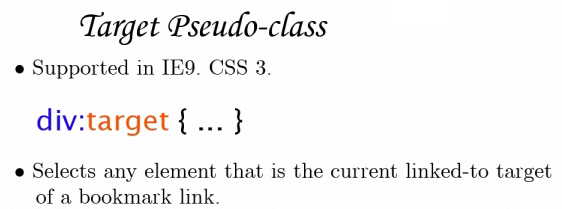 Target Pseudo-class
• Supported in IE9. CSS 3.
div:target { ... }
• Selects any element that is the current linked-to target
of a bookmark link.